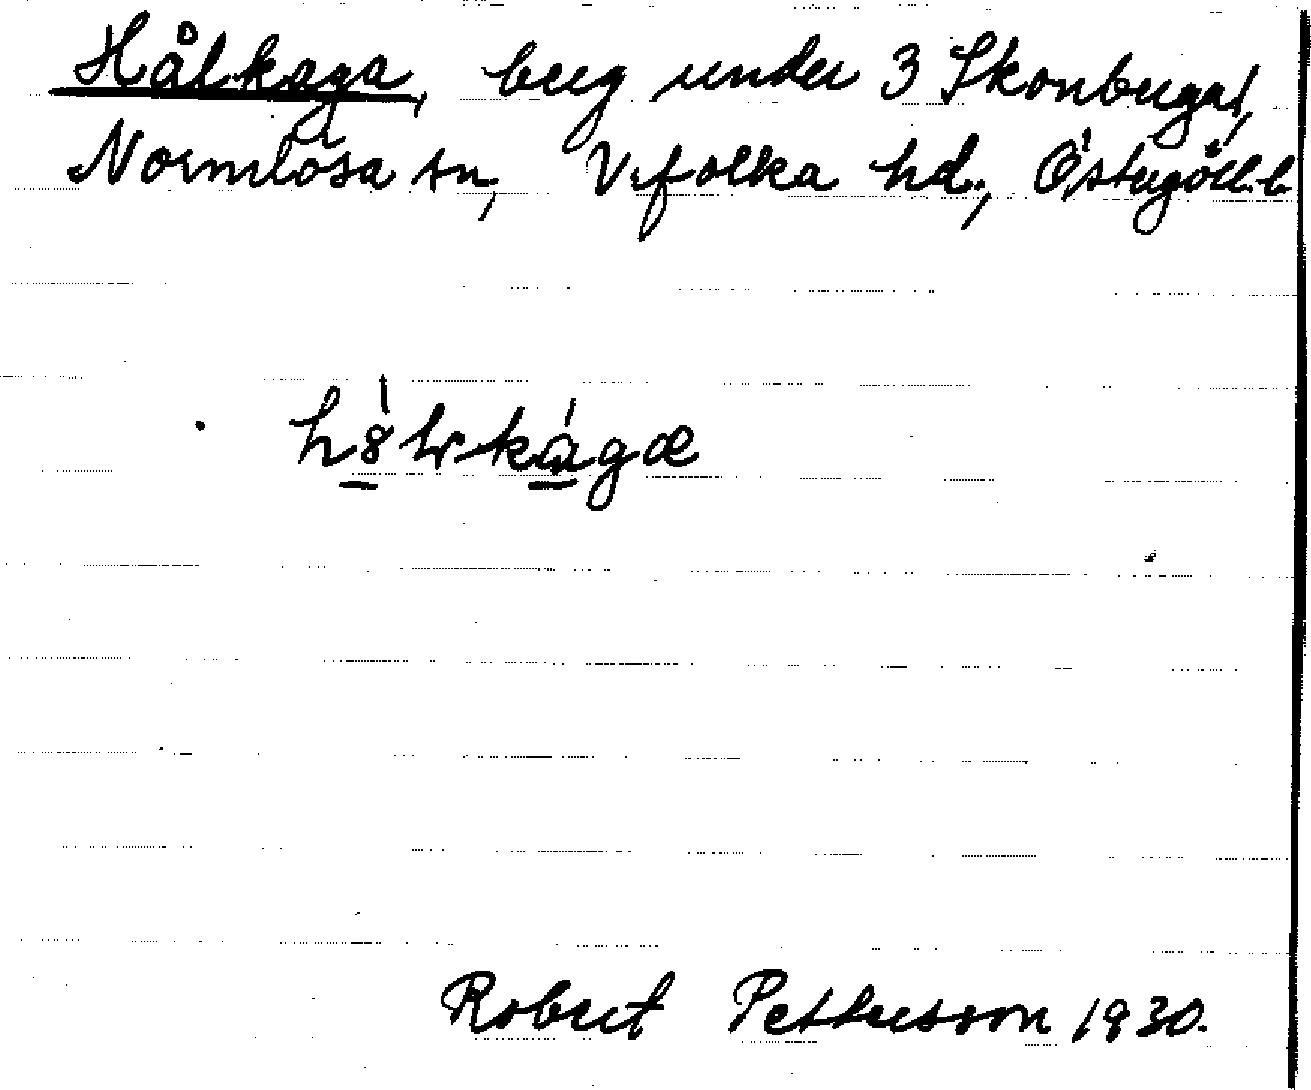 Hålkaga, berg under 3 Skonberga,
Normlösa sn, Vifolka hd., Östergötl. l.
Robert Pettersson 1930.